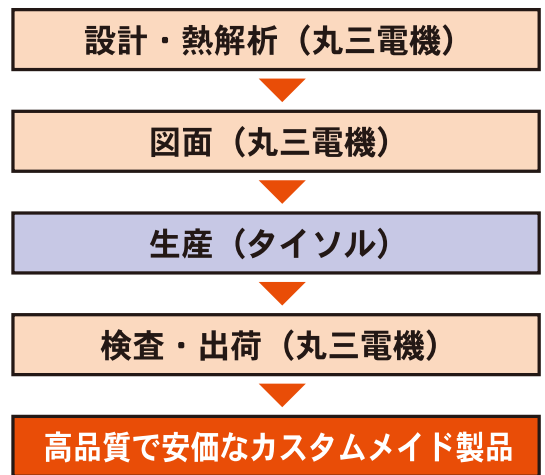 設計・熱解析（丸三電機）
図面（丸三電機）
生産（タイソル）
検査・出荷（丸三電機）
高品質で安価なカスタムメイド製品